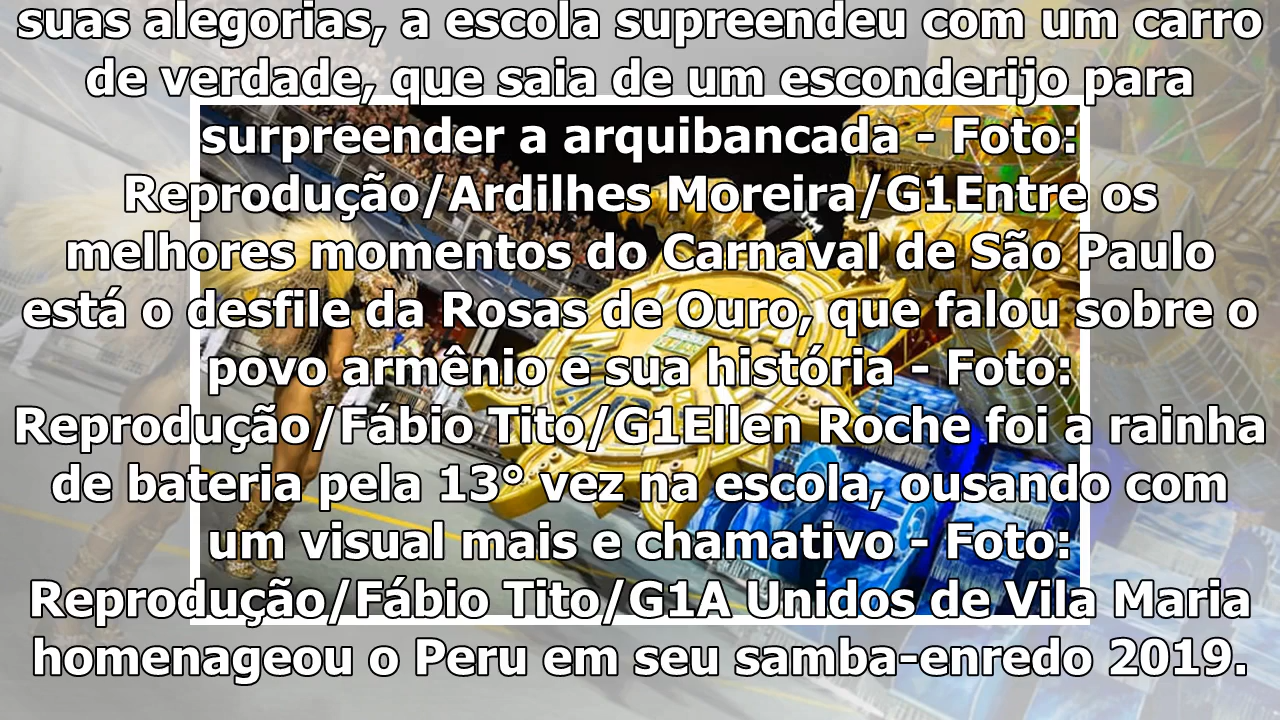 suas alegorias, a escola supreendeu com um carro
de verdade, que saia de um esconderijo para
surpreender a arquibancada - Foto:
Reprodução/Ardilhes Moreira/G1Entre os
melhores momentos do Carnaval de São Paulo
está o desfile da Rosas de Ouro, que falou sobre o
povo armênio e sua história - Foto:
Reprodução/Fábio Tito/G1Ellen Roche foi a rainha
de bateria pela 13° vez na escola, ousando com
um visual mais e chamativo - Foto:
Reprodução/Fábio Tito/G1A Unidos de Vila Maria
homenageou o Peru em seu samba-enredo 2019.